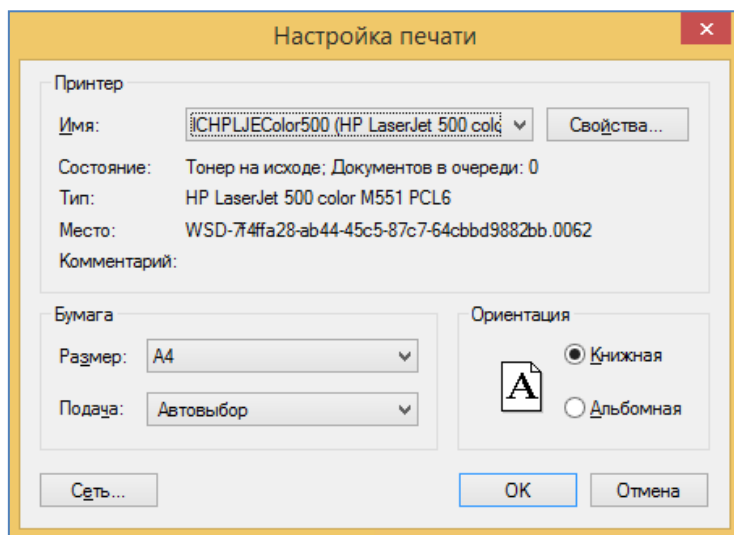 Настройка печати
Принтер
Имя: ICHPLJEColor500 (HP LaserJet 500 colo Свойства...
Состояние: Тонер на исходе; Документов в очереди: 0
Тип: HP LaserJet 500 color M551 PCL6
Место: WSD-7f4ffa28-ab44-45c5-87c7-64cbbd9882bb.0062
Комментарий:
Бумага
Размер: A4
Подача: Автовыбор
Ориентация
A
Книжная
Альбомная
Сеть... OK Отмена